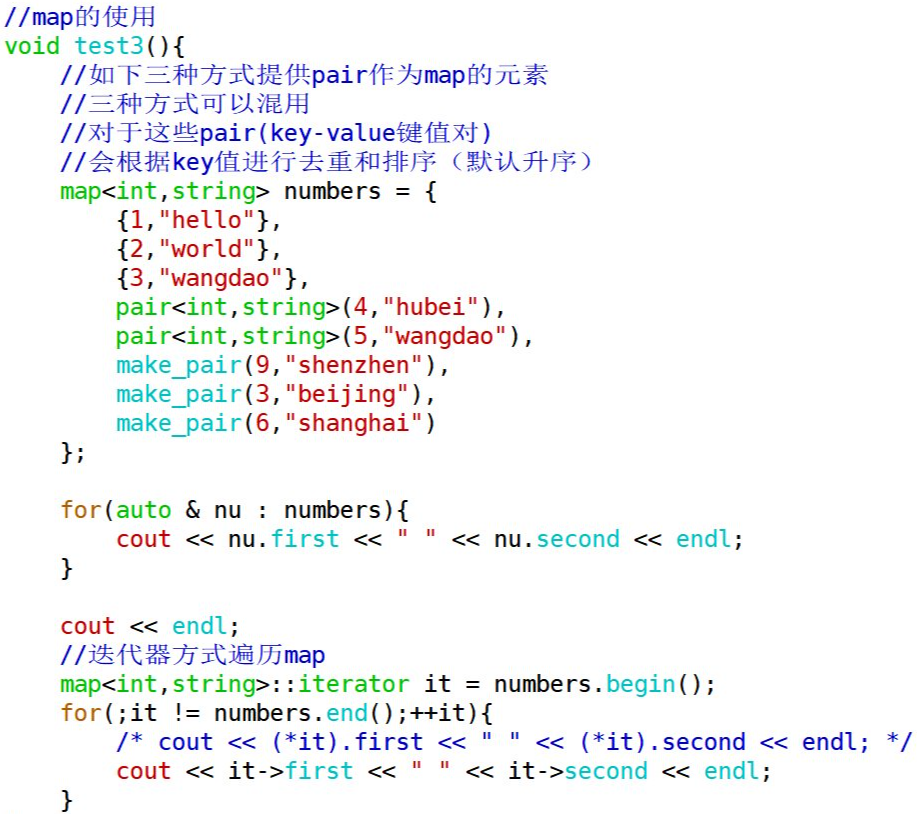 //map的使用
void test3(){
    //如下三种方式提供pair作为map的元素
    //三种方式可以混用
    //对于这些pair(key-value键值对)
    //会根据key值进行去重和排序（默认升序）
    map<int,string> numbers = {
        {1,"hello"},
        {2,"world"},
        {3,"wangdao"},
        pair<int,string>(4,"hubei"),
        pair<int,string>(5,"wangdao"),
        make_pair(9,"shenzhen"),
        make_pair(3,"beijing"),
        make_pair(6,"shanghai")
    };

    for(auto & nu : numbers){
        cout << nu.first << " " << nu.second << endl;
    }

    cout << endl;
    //迭代器方式遍历map
    map<int,string>::iterator it = numbers.begin();
    for(;it != numbers.end();++it){
        /* cout << (*it).first << " " << (*it).second << endl; */
        cout << it->first << " " << it->second << endl;
    }